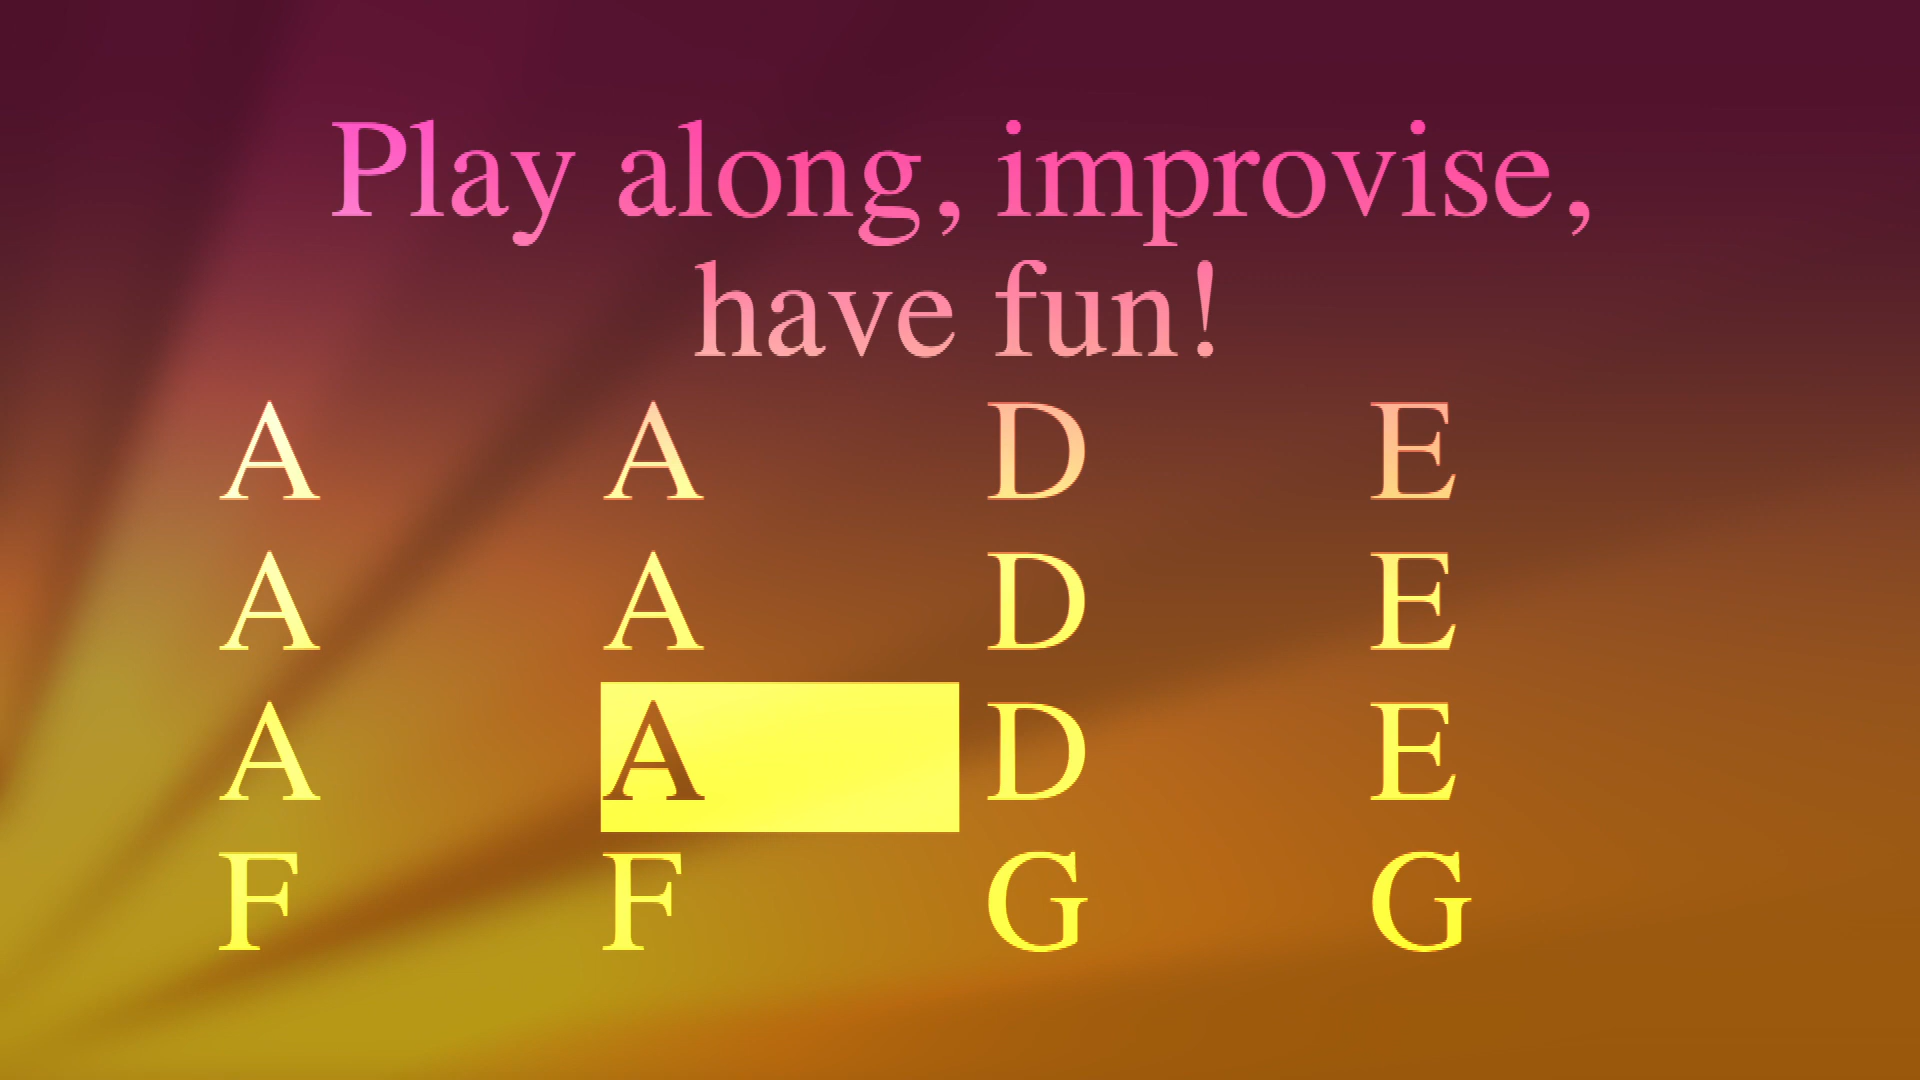 Play along, improvise,
have fun!
A A D E
A A D E
A A D E
F F G G